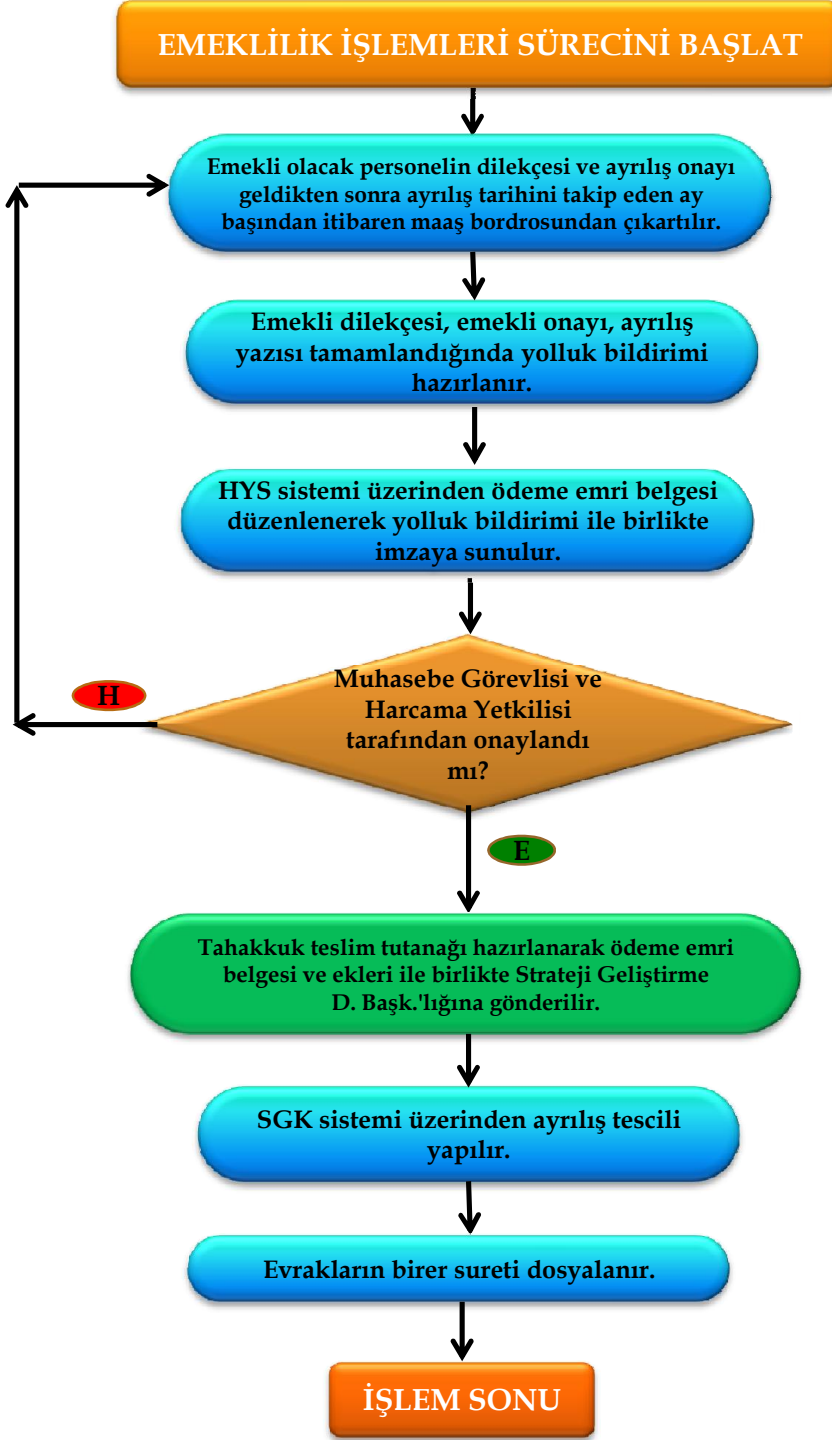 EMEKLİLİK İŞLEMLERİ SÜRECİNİ BAŞLAT
Emekli olacak personelin dilekçesi ve ayrılış onayı
geldikten sonra ayrılış tarihini takip eden ay
başından itibaren maaş bordrosundan çıkartılır.
Emekli dilekçesi, emekli onayı, ayrılış
yazısı tamamlandığında yolluk bildirimi
hazırlanır.
HYS sistemi üzerinden ödeme emri belgesi
düzenlenerek yolluk bildirimi ile birlikte
imzaya sunulur.
Muhasebe Görevlisi ve
Harcama Yetkilisi
tarafından onaylandı
mı?
H
E
Tahakkuk teslim tutanağı hazırlanarak ödeme emri
belgesi ve ekleri ile birlikte Strateji Geliştirme
D. Başk.'lığına gönderilir.
SGK sistemi üzerinden ayrılış tescili
yapılır.
Evrakların birer sureti dosyalanır.
İŞLEM SONU